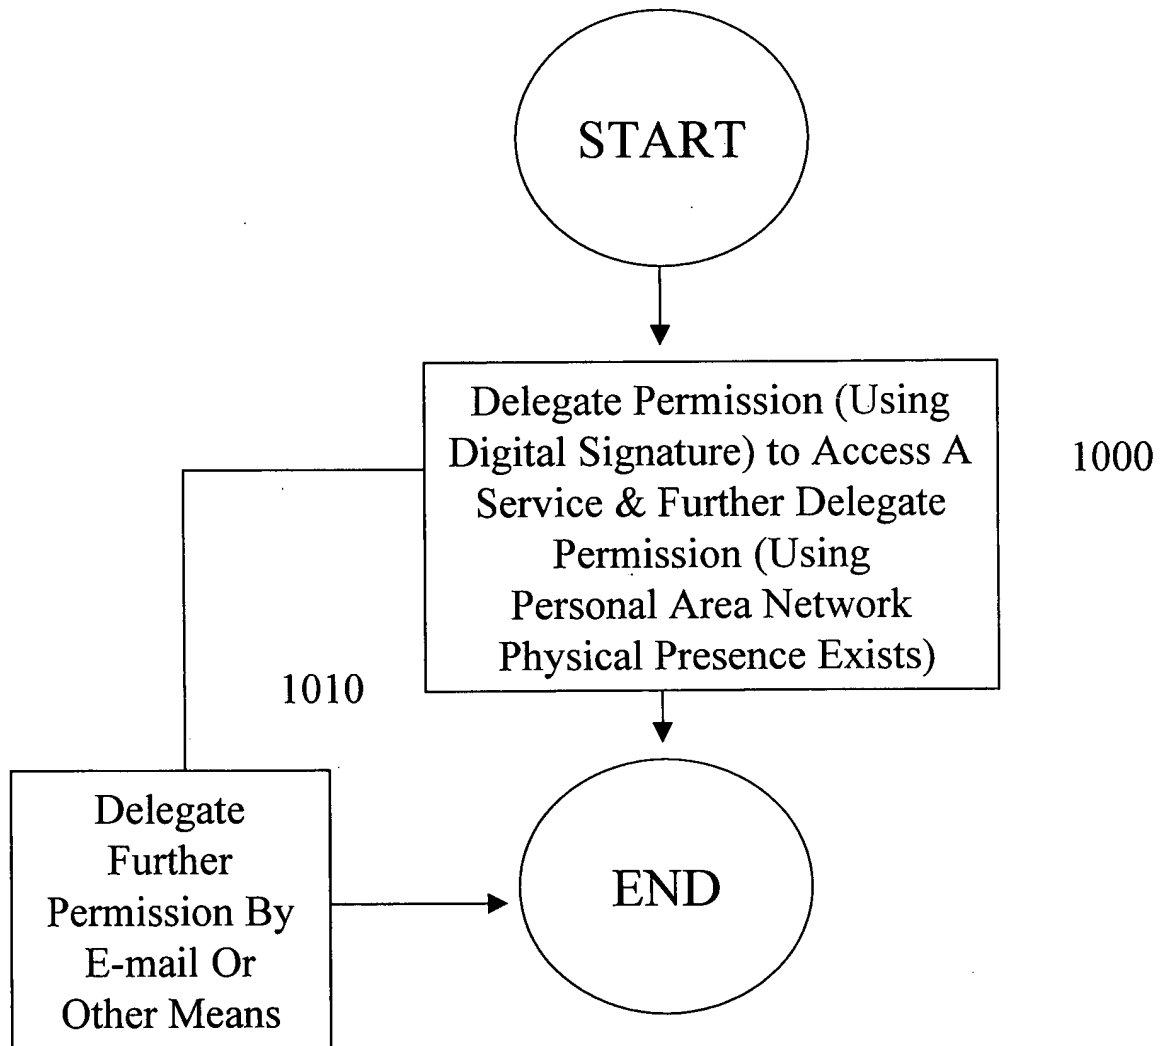 START
Delegate Permission (Using
Digital Signature) to Access A
Service & Further Delegate
Permission (Using
Personal Area Network
Physical Presence Exists)
1000
1010
Delegate
Further
Permission By
E-mail Or
Other Means
END